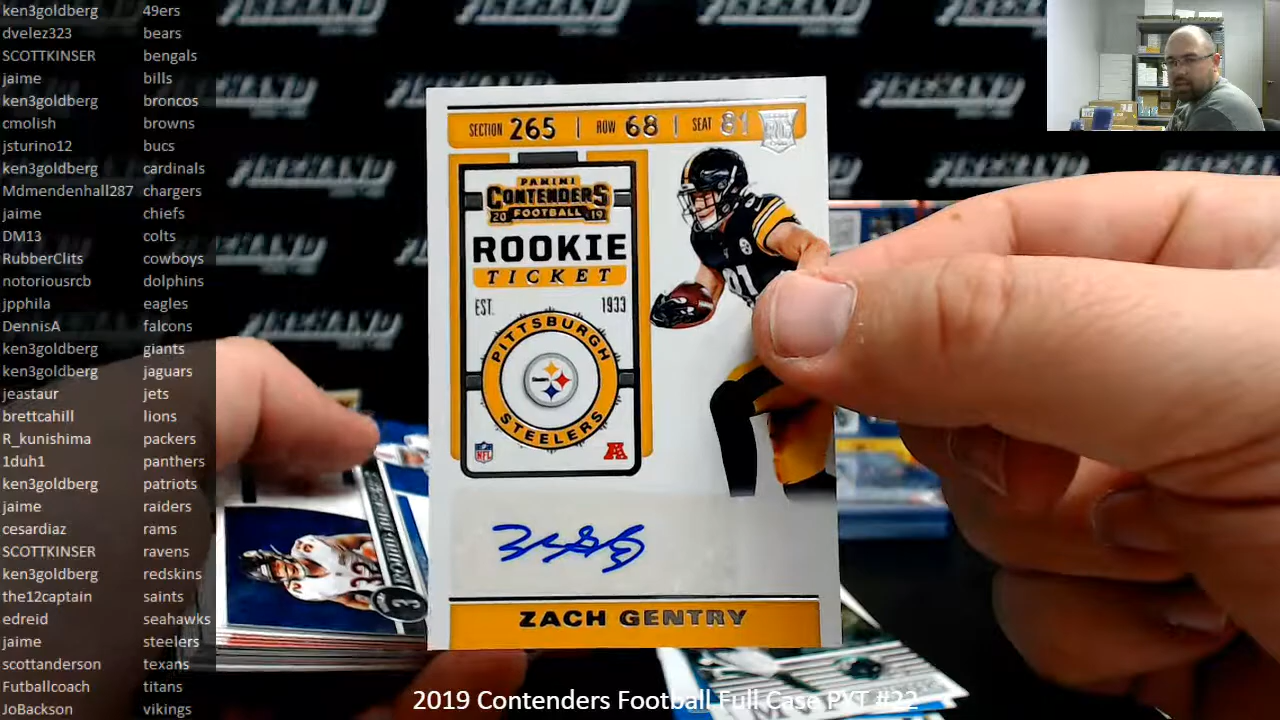 ken3goldberg 49ers
dvelez323 bears
SCOTTKINSER bengals
jaime bills
ken3goldberg broncos
cmolish browns
jsturino12 bucs
ken3goldberg cardinals
Mdmendenhall287 chargers
jaime chiefs
DM13 colts
RubberClits cowboys
notoriousrcb dolphins
jpphila eagles
DennisA falcons
ken3goldberg giants
ken3goldberg jaguars
jeastaur jets
brettcahill lions
R_kunishima packers
1duh1 panthers
ken3goldberg patriots
jaime raiders
cesardiaz rams
SCOTTKINSER ravens
ken3goldberg redskins
the12captain saints
edreid seahawks
jaime steelers
scottanderson texans
Futballcoach titans
JoBackson vikings
SECTION 265 | ROW 68 | SEAT 81
PANINI
CONTENDERS
20 FOOTBALL 19
ROOKIE
TICKET
EST. 1933
PITTSBURGH
STEELERS
NFL
ZACH GENTRY
3
2019 Contenders Football Full Case PYT #22